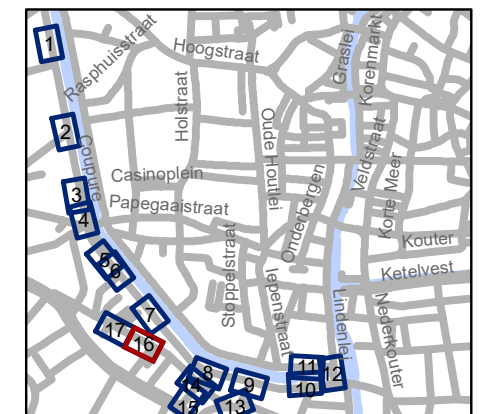 1
Rasphuisstraat
Hoogstraat
Graslei
Korenmarkt
2
Coupure
Holstraat
Oude Houtlei
Veldstraat
3
Casinoplein
Papegaaistraat
Onderbergen
Korte Meer
4
Kouter
5
6
Stoppelstraat
Iepenstraat
Ketelvest
7
Lindenlei
Nederkouter
17
16
8
14
9
11
12
10
15
13